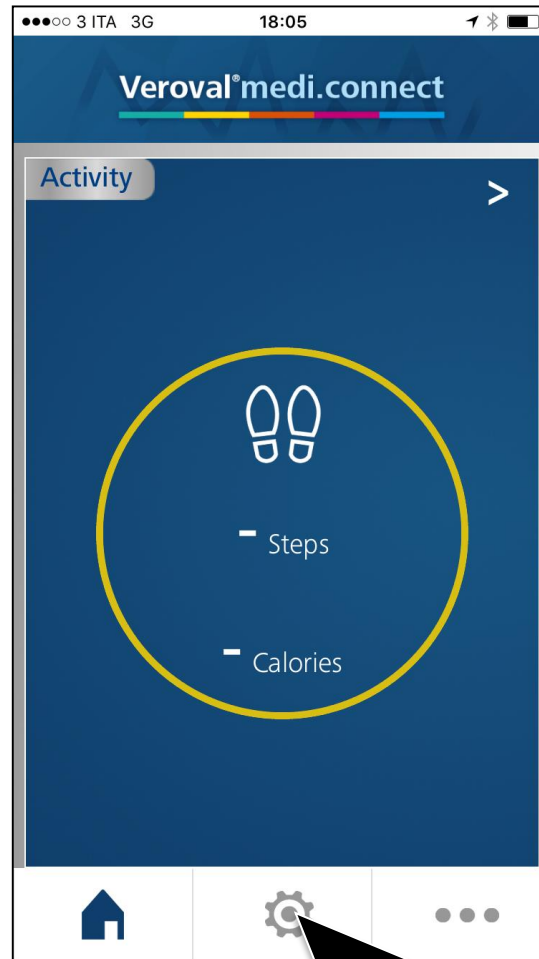 3 ITA 3G 18:05
Veroval®medi.connect
Activity >
- Steps
- Calories